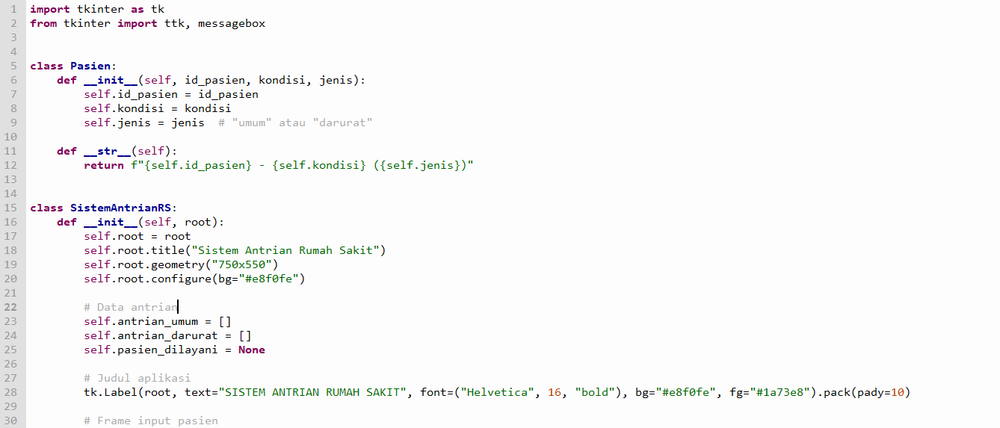 1 import tkinter as tk
2 from tkinter import ttk, messagebox
3
4
5 class Pasien:
6     def __init__(self, id_pasien, kondisi, jenis):
7         self.id_pasien = id_pasien
8         self.kondisi = kondisi
9         self.jenis = jenis  # "umum" atau "darurat"
10
11     def __str__(self):
12         return f"{self.id_pasien} - {self.kondisi} ({self.jenis})"
13
14
15 class SistemAntrianRS:
16     def __init__(self, root):
17         self.root = root
18         self.root.title("Sistem Antrian Rumah Sakit")
19         self.root.geometry("750x550")
20         self.root.configure(bg="#e8f0fe")
21
22         # Data antrian
23         self.antrian_umum = []
24         self.antrian_darurat = []
25         self.pasien_dilayani = None
26
27         # Judul aplikasi
28         tk.Label(root, text="SISTEM ANTRIAN RUMAH SAKIT", font=("Helvetica", 16, "bold"), bg="#e8f0fe", fg="#1a73e8").pack(pady=10)
29
30         # Frame input pasien